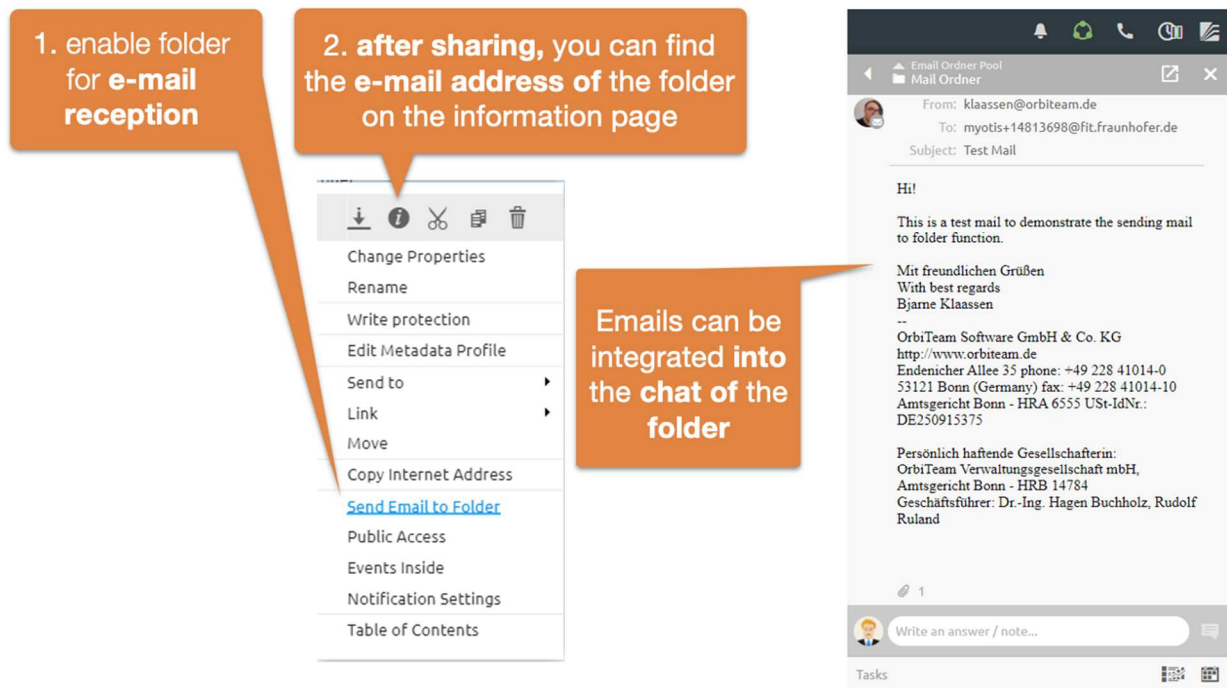 1. enable folder
for e-mail
reception
2. after sharing, you can find
the e-mail address of the folder
on the information page
Change Properties
Rename
Write protection
Edit Metadata Profile
Send to
Link
Move
Copy Internet Address
Send Email to Folder
Public Access
Events Inside
Notification Settings
Table of Contents
Emails can be
integrated into
the chat of the
folder
Email Ordner Pool
Mail Ordner
From: klaassen@orbiteam.de
To: myotis+14813698@fit.fraunhofer.de
Subject: Test Mail
Hi!
This is a test mail to demonstrate the sending mail
to folder function.
Mit freundlichen Grüßen
With best regards
Bjarne Klaassen
--
OrbiTeam Software GmbH & Co. KG
http://www.orbiteam.de
Endenicher Allee 35 phone: +49 228 41014-0
53121 Bonn (Germany) fax: +49 228 41014-10
Amtsgericht Bonn - HRA 6555 USt-IdNr.:
DE250915375
Persönlich haftende Gesellschafterin:
OrbiTeam Verwaltungsgesellschaft mbH,
Amtsgericht Bonn - HRB 14784
Geschäftsführer: Dr.-Ing. Hagen Buchholz, Rudolf
Ruland
1
Write an answer / note...
Tasks